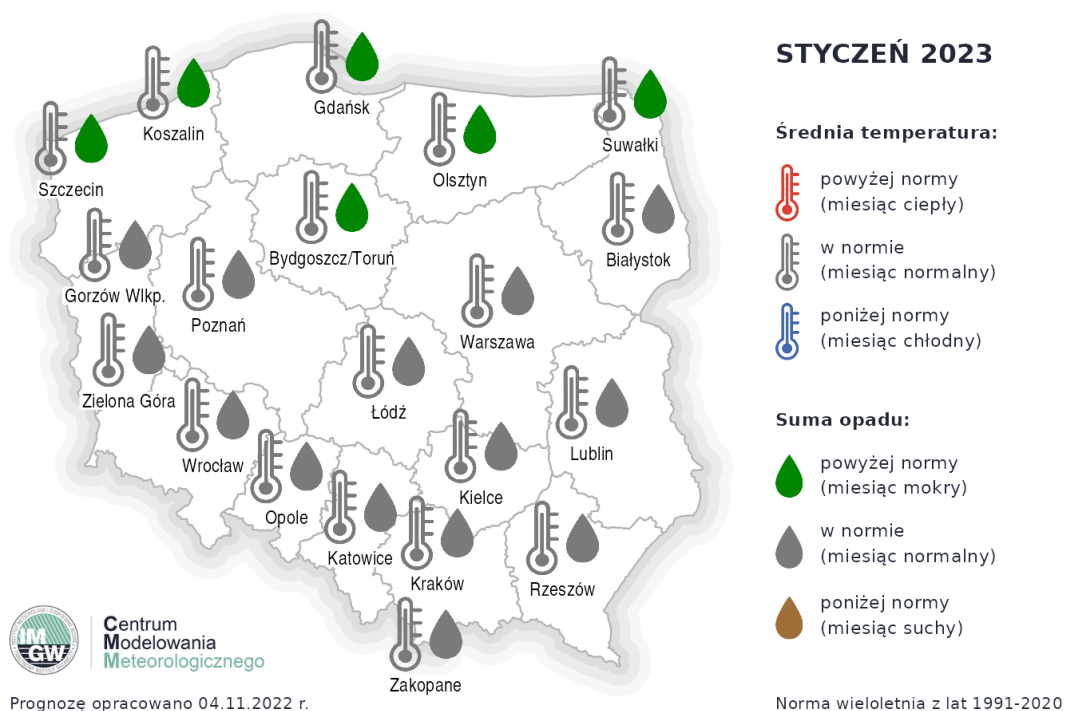 STYCZEŃ 2023
Gdańsk
Koszalin
Suwałki
Szczecin
Olsztyn
Bydgoszcz/Toruń
Białystok
Gorzów Wlkp.
Poznań
Warszawa
Zielona Góra
Łódź
Wrocław
Lublin
Kielce
Opole
Katowice
Kraków
Rzeszów
Zakopane
Średnia temperatura:
powyżej normy
(miesiąc ciepły)
w normie
(miesiąc normalny)
poniżej normy
(miesiąc chłodny)
Suma opadu:
powyżej normy
(miesiąc mokry)
w normie
(miesiąc normalny)
poniżej normy
(miesiąc suchy)
IM
GW
Centrum
Modelowania
Meteorologicznego
Prognozę opracowano 04.11.2022 r.
Norma wieloletnia z lat 1991-2020